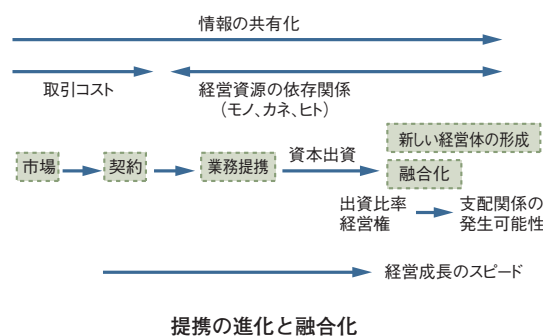 情報の共有化
取引コスト
経営資源の依存関係
(モノ、カネ、ヒト)
新しい経営体の形成
市場
契約
業務提携
資本出資
融合化
出資比率
経営権
支配関係の
発生可能性
経営成長のスピード
提携の進化と融合化